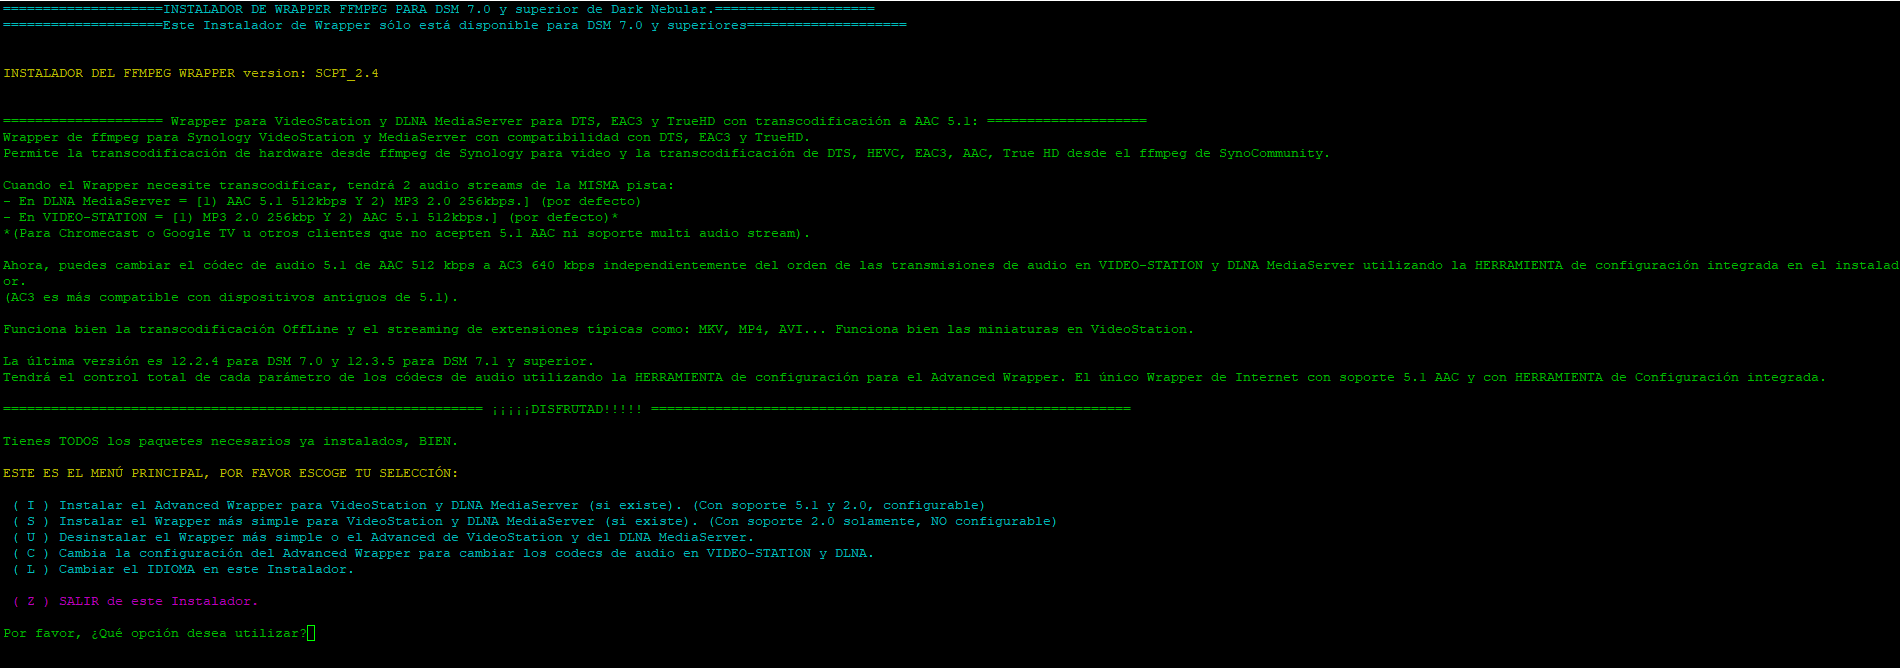 ====================INSTALADOR DE WRAPPER FFMPEG PARA DSM 7.0 y superior de Dark Nebular.====================
====================Este Instalador de Wrapper sólo está disponible para DSM 7.0 y superiores====================
INSTALADOR DEL FFMPEG WRAPPER version: SCPT_2.4
==================== Wrapper para VideoStation y DLNA MediaServer para DTS, EAC3 y TrueHD con transcodificación a AAC 5.1: ====================
Wrapper de ffmpeg para Synology VideoStation y MediaServer con compatibilidad con DTS, EAC3 y TrueHD.
Permite la transcodificación de hardware desde ffmpeg de Synology para video y la transcodificación de DTS, HEVC, EAC3, AAC, True HD desde el ffmpeg de SynoCommunity.
Cuando el Wrapper necesite transcodificar, tendrá 2 audio streams de la MISMA pista:
- En DLNA MediaServer = [1) AAC 5.1 512kbps Y 2) MP3 2.0 256kbps.] (por defecto)
- En VIDEO-STATION = [1) MP3 2.0 256kbp Y 2) AAC 5.1 512kbps.] (por defecto)*
*(Para Chromecast o Google TV u otros clientes que no acepten 5.1 AAC ni soporte multi audio stream).
Ahora, puedes cambiar el códec de audio 5.1 de AAC 512 kbps a AC3 640 kbps independientemente del orden de las transmisiones de audio en VIDEO-STATION y DLNA MediaServer utilizando la HERRAMIENTA de configuración integrada en el instalad
or.
(AC3 es más compatible con dispositivos antiguos de 5.1).
Funciona bien la transcodificación OffLine y el streaming de extensiones típicas como: MKV, MP4, AVI... Funciona bien las miniaturas en VideoStation.
La última versión es 12.2.4 para DSM 7.0 y 12.3.5 para DSM 7.1 y superior.
Tendrá el control total de cada parámetro de los códecs de audio utilizando la HERRAMIENTA de configuración para el Advanced Wrapper. El único Wrapper de Internet con soporte 5.1 AAC y con HERRAMIENTA de Configuración integrada.
============================================================ ¡¡¡¡¡DISFRUTAD!!!!! ============================================================
Tienes TODOS los paquetes necesarios ya instalados, BIEN.
ESTE ES EL MENÚ PRINCIPAL, POR FAVOR ESCOGE TU SELECCIÓN:
( I ) Instalar el Advanced Wrapper para VideoStation y DLNA MediaServer (si existe). (Con soporte 5.1 y 2.0, configurable)
( S ) Instalar el Wrapper más simple para VideoStation y DLNA MediaServer (si existe). (Con soporte 2.0 solamente, NO configurable)
( U ) Desinstalar el Wrapper más simple o el Advanced de VideoStation y del DLNA MediaServer.
( C ) Cambia la configuración del Advanced Wrapper para cambiar los codecs de audio en VIDEO-STATION y DLNA.
( L ) Cambiar el IDIOMA en este Instalador.
( Z ) SALIR de este Instalador.
Por favor, ¿Qué opción desea utilizar?